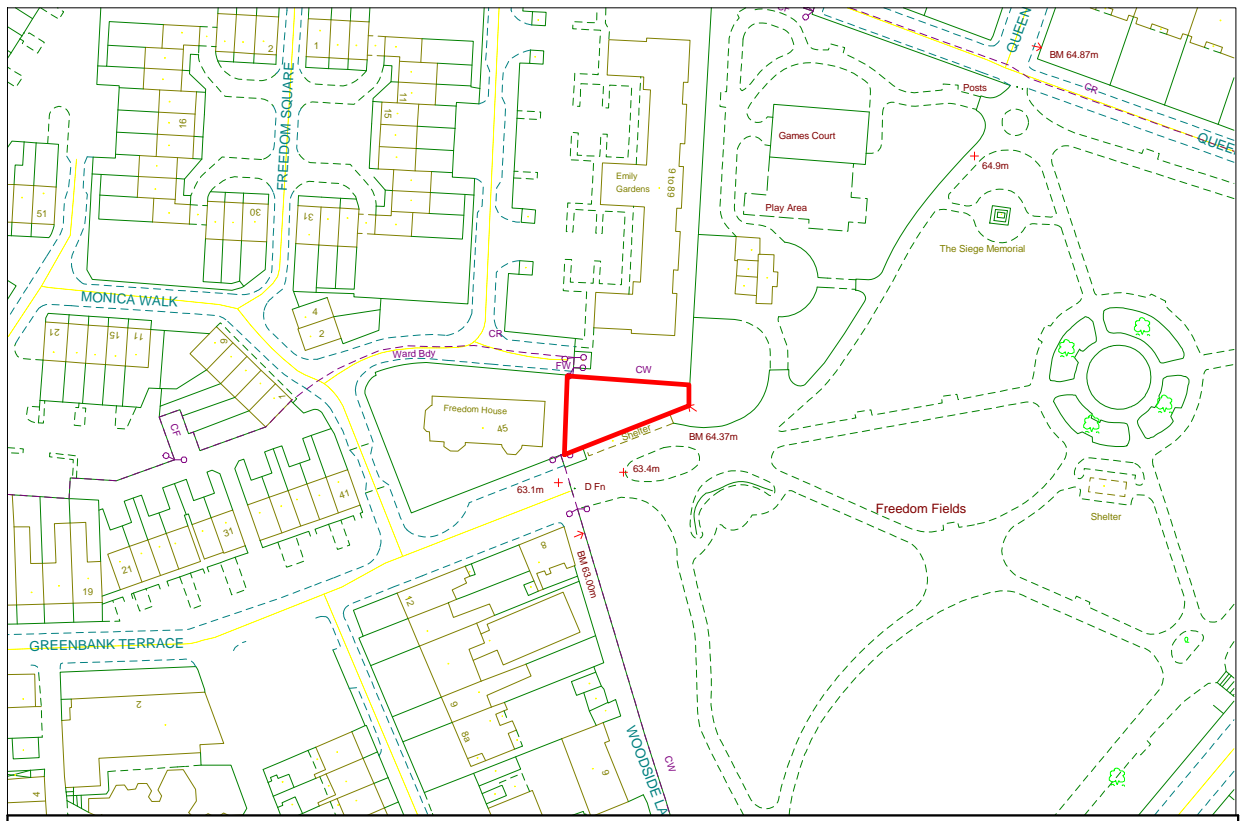 CF
QUEEN
BM 64.87m
2
1
FREEDOM SQUARE
Posts
CR
11
15
16
Games Court
QUEE
64.9m
Emily
Gardens
9 to 89
51
30
31
Play Area
The Siege Memorial
MONICA WALK
4
2
21
15
11
9
CR
Ward Bdy
FW
CW
CF
Freedom House
45
Shelter
BM 64.37m
63.4m
63.1m
D Fn
Freedom Fields
Shelter
41
31
21
19
8
BM 63.00m
12
GREENBANK TERRACE
2
9
8a
WOODSIDE LA
CW
9
4